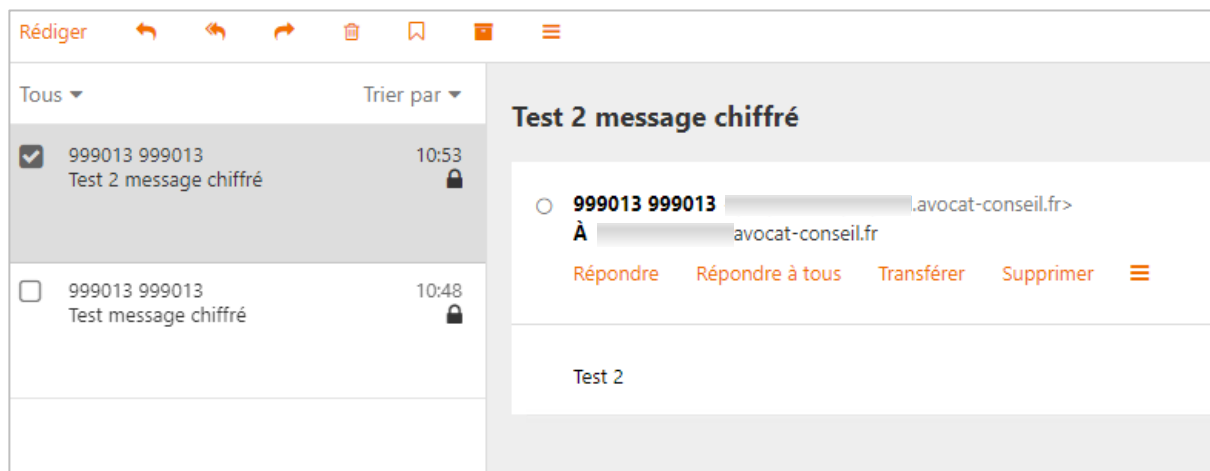 Rédiger
Tous Trier par
999013 999013 10:53
Test 2 message chiffré
999013 999013 10:48
Test message chiffré
Test 2 message chiffré
999013 999013 .avocat-conseil.fr>
À avocat-conseil.fr
Répondre Répondre à tous Transférer Supprimer
Test 2